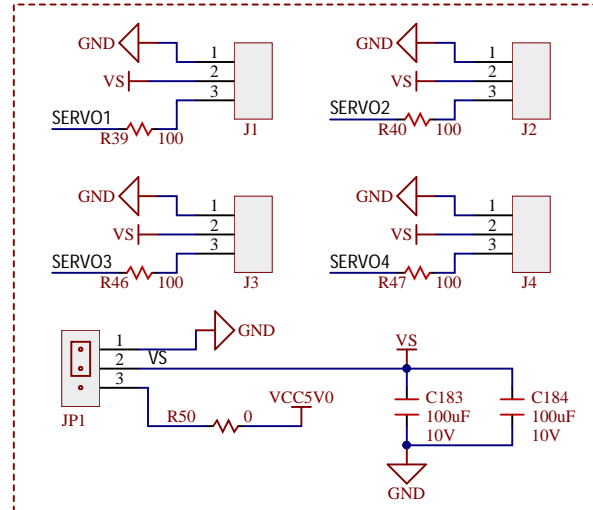 GND 1
VS 2
3
SERVO1
R39 100 J1
GND 1
VS 2
3
SERVO2
R40 100 J2
GND 1
VS 2
3
SERVO3
R46 100 J3
GND 1
VS 2
3
SERVO4
R47 100 J4
1 GND
2 VS
3
JP1
R50 0 VCC5V0
VS
C183
100uF
10V
C184
100uF
10V
GND